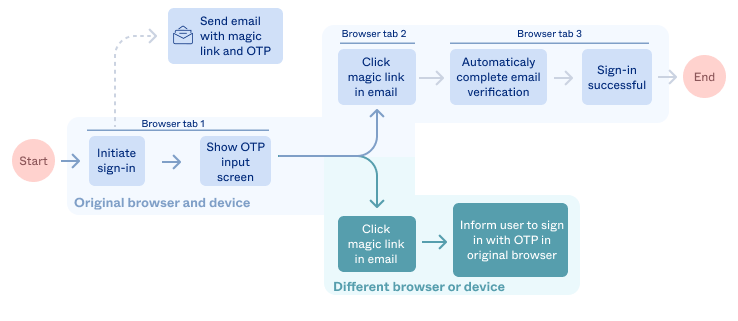 Send email
with magic
link and OTP
Browser tab 2
Browser tab 3
Click
magic link
in email
Automaticaly
complete email
verification
Sign-in
successful
End
Browser tab 1
Start
Initiate
sign-in
Show OTP
input
screen
Original browser and device
Click
magic link
in email
Inform user to sign
in with OTP in
original browser
Different browser or device